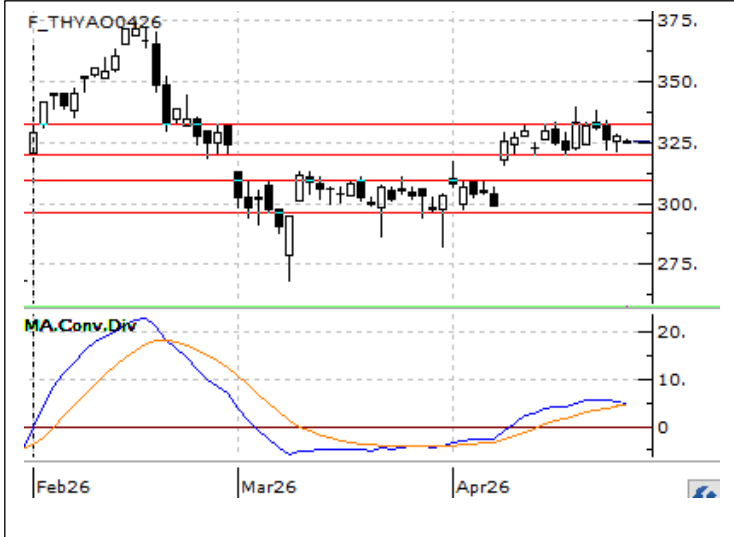 F_THYAO0426
375.
350.
325.
300.
275.
MA.Conv.Div
20.
10.
0
Feb26
Mar26
Apr26